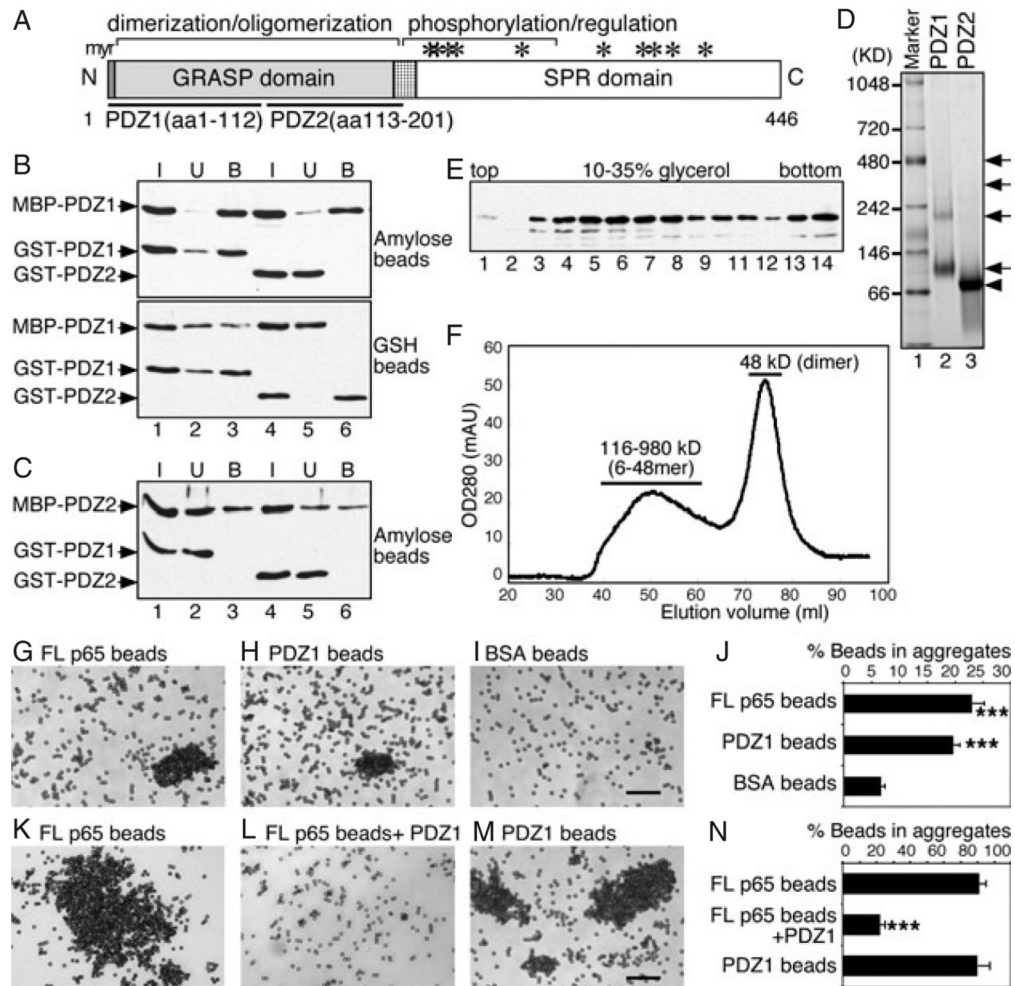 A
dimerization/oligomerization
phosphorylation/regulation
myr
* * * * * * * * *
N
GRASP domain
SPR domain
C
1
PDZ1(aa1-112)
PDZ2(aa113-201)
446
B
I U B I U B
MBP-PDZ1
GST-PDZ1
GST-PDZ2
Amylose beads
MBP-PDZ1
GST-PDZ1
GST-PDZ2
GSH beads
1 2 3 4 5 6
C
I U B I U B
MBP-PDZ2
GST-PDZ1
GST-PDZ2
Amylose beads
1 2 3 4 5 6
D
(KD)
Marker
PDZ1
PDZ2
1048
720
480
242
146
66
1 2 3
E
top
10-35% glycerol
bottom
1 2 3 4 5 6 7 8 9 11 12 13 14
F
OD280 (mAU)
60
50
40
30
20
10
0
116-980 kD
(6-48mer)
48 kD (dimer)
20 30 40 50 60 70 80 90 100
Elution volume (ml)
G FL p65 beads
H PDZ1 beads
I BSA beads
J
% Beads in aggregates
0 5 10 15 20 25 30
FL p65 beads
***
PDZ1 beads
***
BSA beads
K FL p65 beads
L FL p65 beads+ PDZ1
M PDZ1 beads
N
% Beads in aggregates
0 20 40 60 80 100
FL p65 beads
FL p65 beads
+PDZ1
***
PDZ1 beads